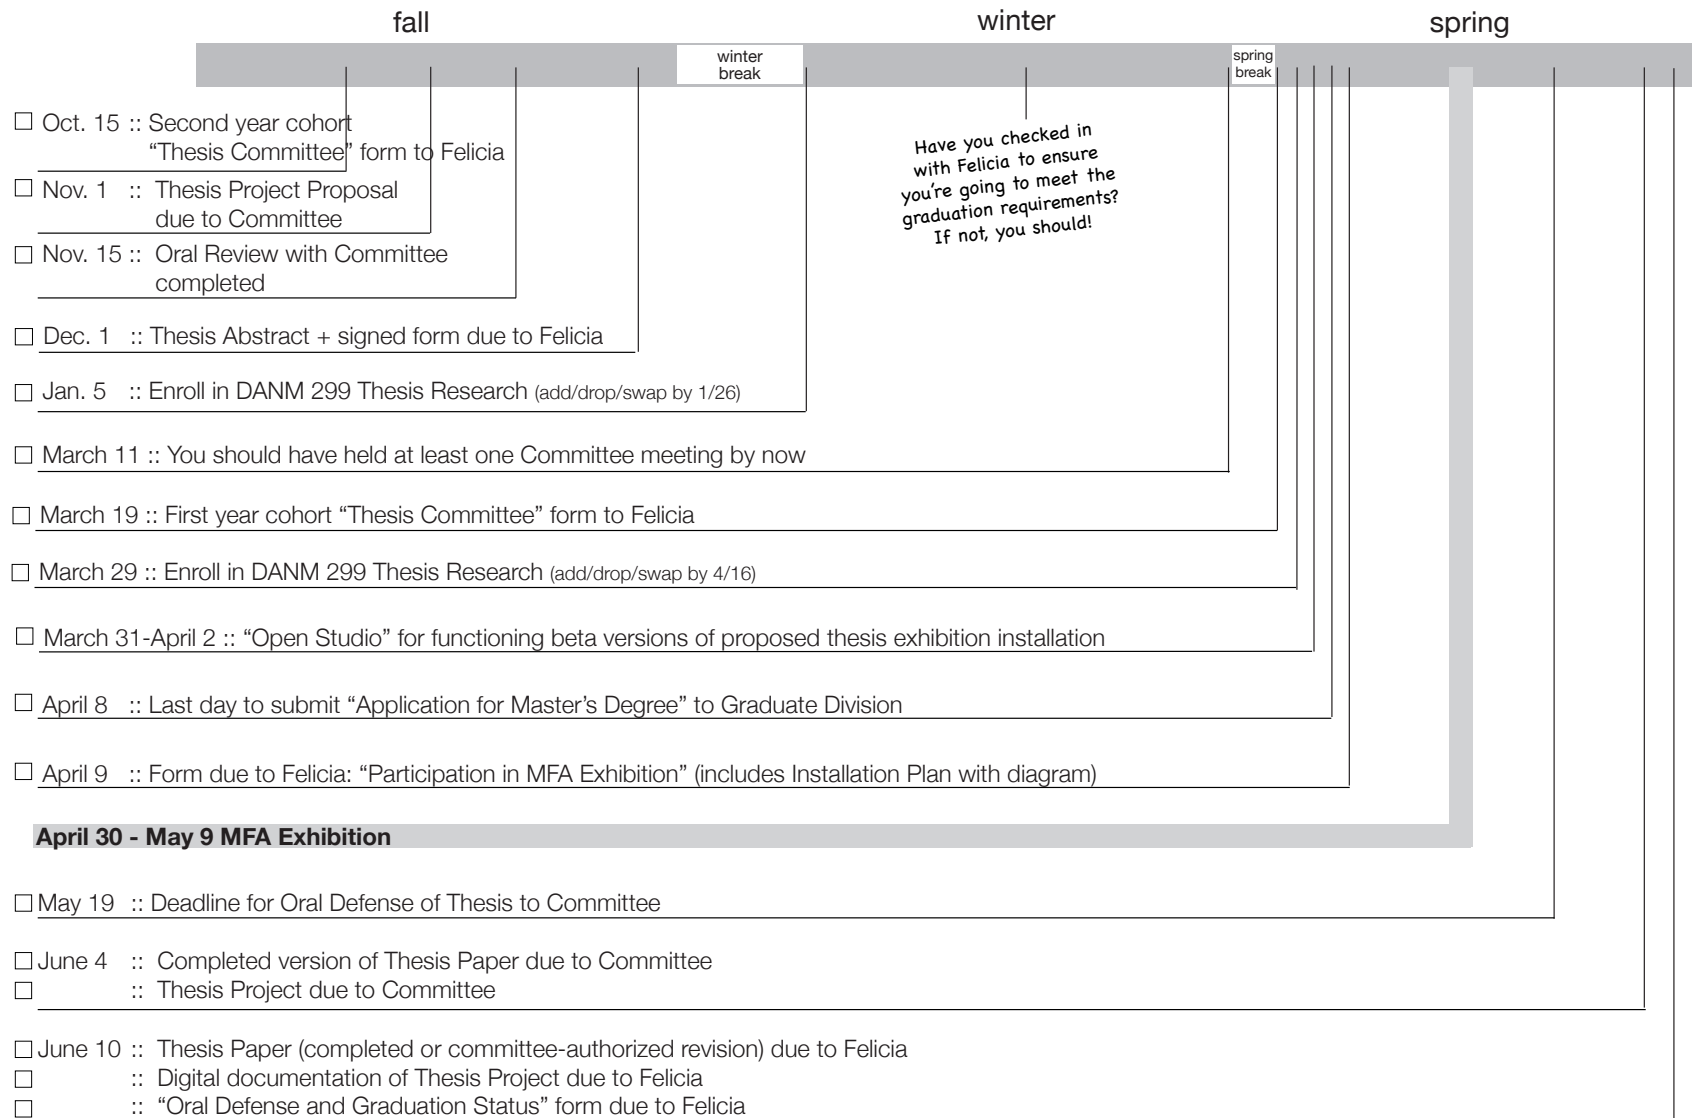 fall
winter
spring
winter
break
spring
break
Oct. 15 :: Second year cohort
“Thesis Committee” form to Felicia
Have you checked in
with Felicia to ensure
you’re going to meet the
graduation requirements?
If not, you should!
Nov. 1 :: Thesis Project Proposal
due to Committee
Nov. 15 :: Oral Review with Committee
completed
Dec. 1 :: Thesis Abstract + signed form due to Felicia
Jan. 5 :: Enroll in DANM 299 Thesis Research (add/drop/swap by 1/26)
March 11 :: You should have held at least one Committee meeting by now
March 19 :: First year cohort “Thesis Committee” form to Felicia
March 29 :: Enroll in DANM 299 Thesis Research (add/drop/swap by 4/16)
March 31-April 2 :: “Open Studio” for functioning beta versions of proposed thesis exhibition installation
April 8 :: Last day to submit “Application for Master’s Degree” to Graduate Division
April 9 :: Form due to Felicia: “Participation in MFA Exhibition” (includes Installation Plan with diagram)
April 30 - May 9 MFA Exhibition
May 19 :: Deadline for Oral Defense of Thesis to Committee
June 4 :: Completed version of Thesis Paper due to Committee
:: Thesis Project due to Committee
June 10 :: Thesis Paper (completed or committee-authorized revision) due to Felicia
:: Digital documentation of Thesis Project due to Felicia
:: “Oral Defense and Graduation Status” form due to Felicia